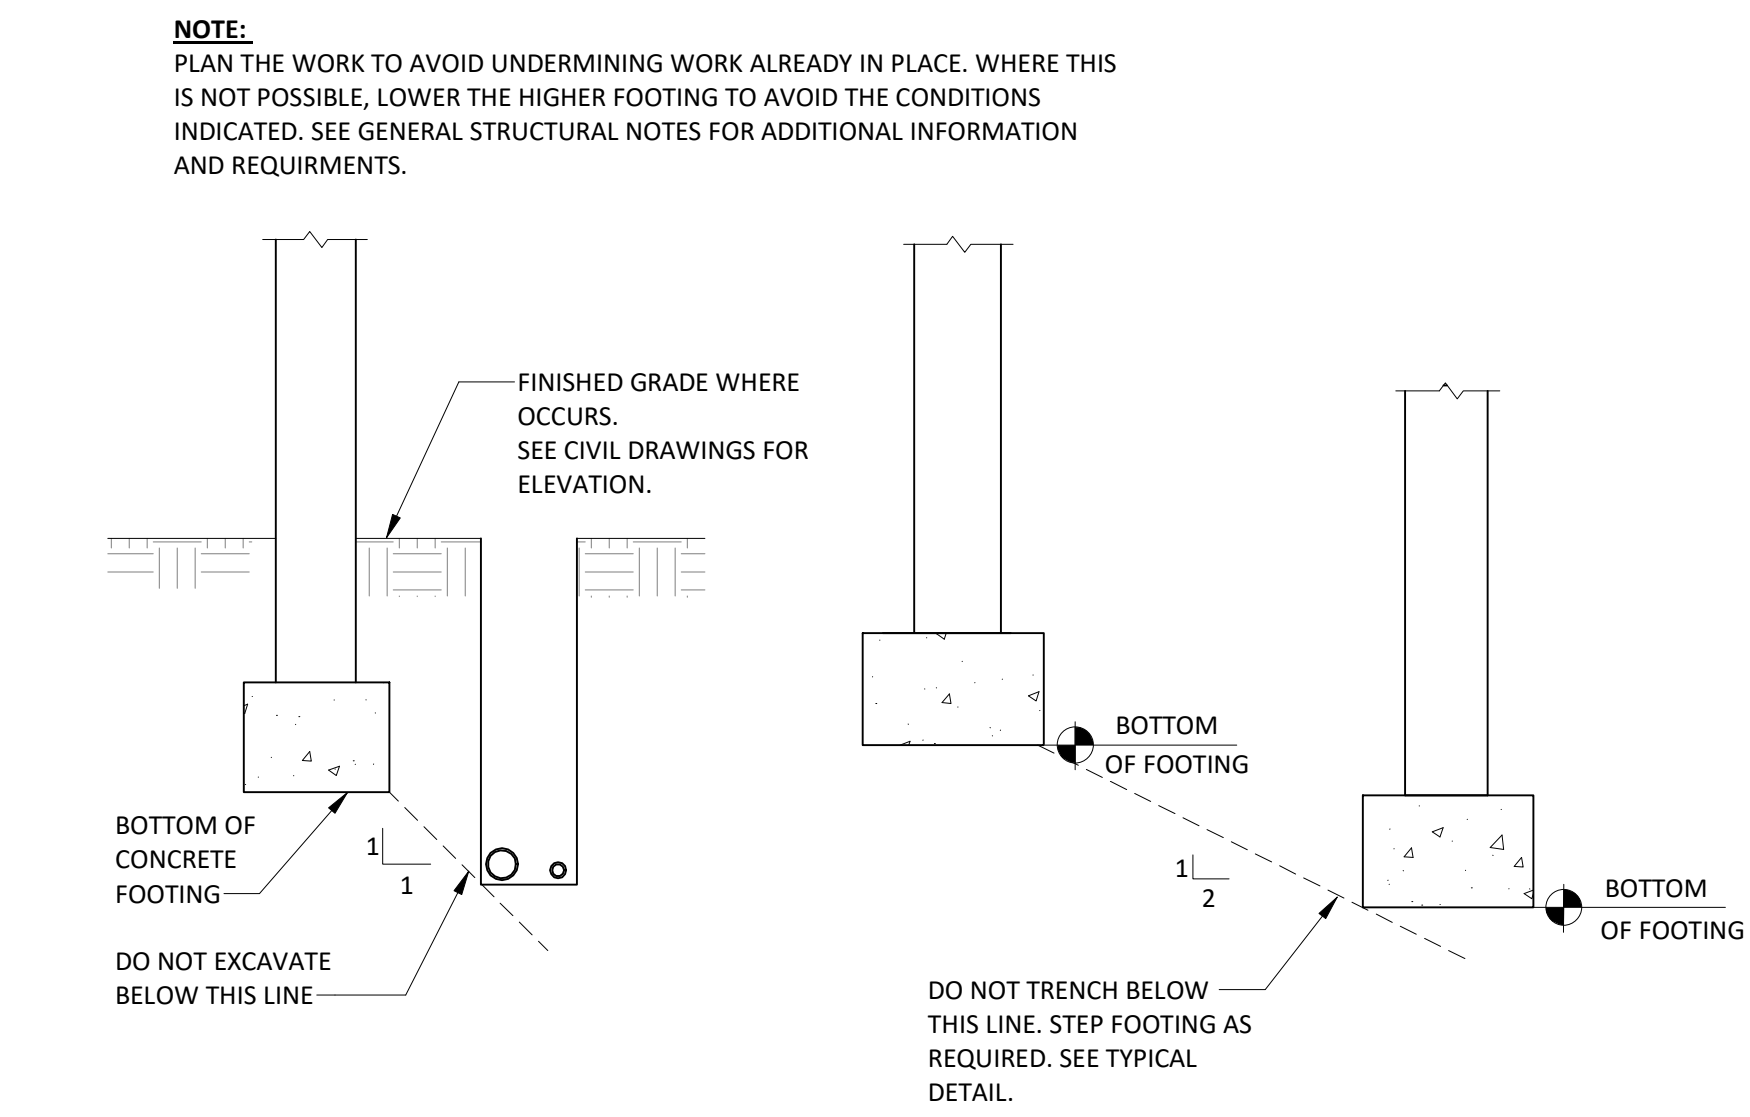 NOTE:
PLAN THE WORK TO AVOID UNDERMINING WORK ALREADY IN PLACE. WHERE THIS
IS NOT POSSIBLE, LOWER THE HIGHER FOOTING TO AVOID THE CONDITIONS
INDICATED. SEE GENERAL STRUCTURAL NOTES FOR ADDITIONAL INFORMATION
AND REQUIRMENTS.
FINISHED GRADE WHERE
OCCURS.
SEE CIVIL DRAWINGS FOR
ELEVATION.
BOTTOM OF
CONCRETE
FOOTING
1
1
DO NOT EXCAVATE
BELOW THIS LINE
BOTTOM
OF FOOTING
1
2
BOTTOM
OF FOOTING
DO NOT TRENCH BELOW
THIS LINE. STEP FOOTING AS
REQUIRED. SEE TYPICAL
DETAIL.